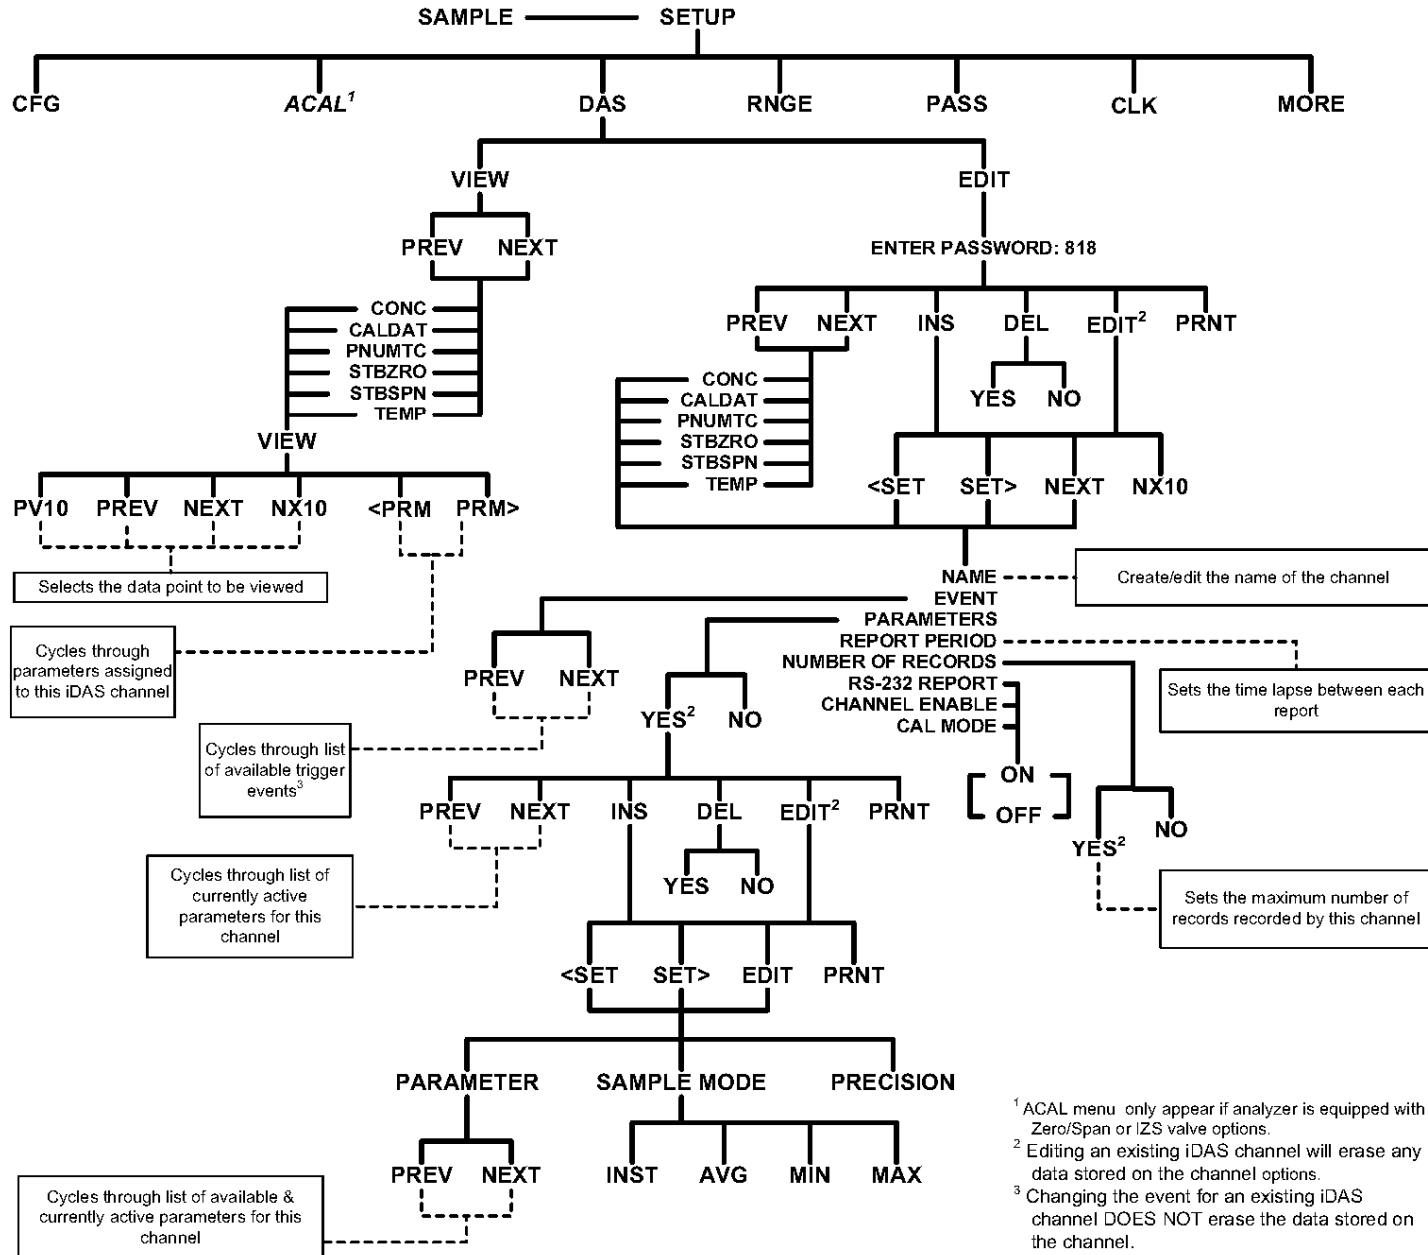 SAMPLE SETUP
CFG ACAL¹ DAS RNGE PASS CLK MORE
VIEW EDIT
PREV NEXT
ENTER PASSWORD: 818
CONC
CALDAT
PNUMTC
STBZRO
STBSPN
TEMP
VIEW
PV10 PREV NEXT NX10 <PRM PRM>
Selects the data point to be viewed
Cycles through
parameters assigned
to this iDAS channel
PREV NEXT INS DEL EDIT² PRNT
YES NO
CONC
CALDAT
PNUMTC
STBZRO
STBSPN
TEMP
<SET SET> NEXT NX10
NAME
Create/edit the name of the channel
EVENT
PARAMETERS
REPORT PERIOD
NUMBER OF RECORDS
RS-232 REPORT
CHANNEL ENABLE
CAL MODE
Sets the time lapse between each
report
PREV NEXT
Cycles through list
of available trigger
events³
YES² NO
ON
OFF
YES² NO
Sets the maximum number of
records recorded by this channel
PREV NEXT INS DEL EDIT² PRNT
Cycles through list of
currently active
parameters for this
channel
YES NO
<SET SET> EDIT PRNT
PARAMETER SAMPLE MODE PRECISION
PREV NEXT INST AVG MIN MAX
Cycles through list of available &
currently active parameters for this
channel
¹ ACAL menu only appear if analyzer is equipped with
Zero/Span or IZS valve options.
² Editing an existing iDAS channel will erase any
data stored on the channel options.
³ Changing the event for an existing iDAS
channel DOES NOT erase the data stored on
the channel.